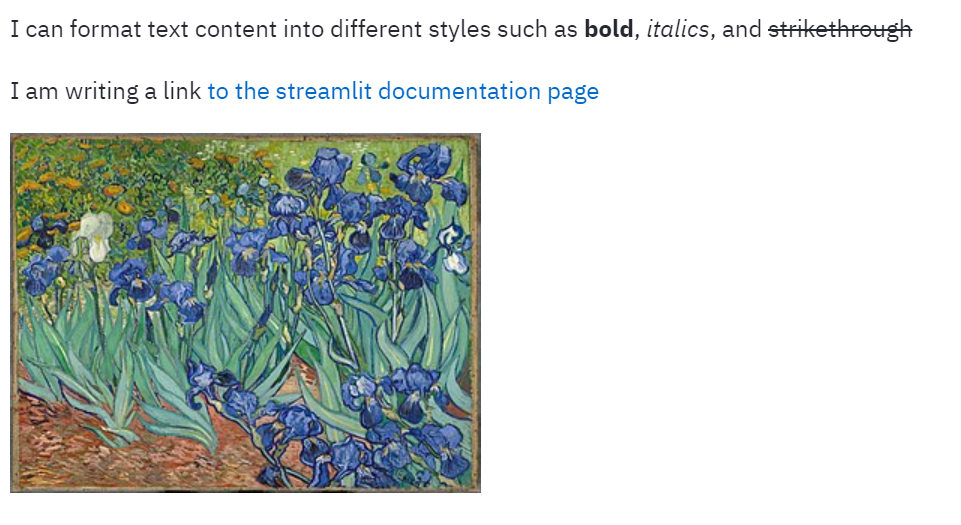 I can format text content into different styles such as bold, italics, and strikethrough
I am writing a link to the streamlit documentation page